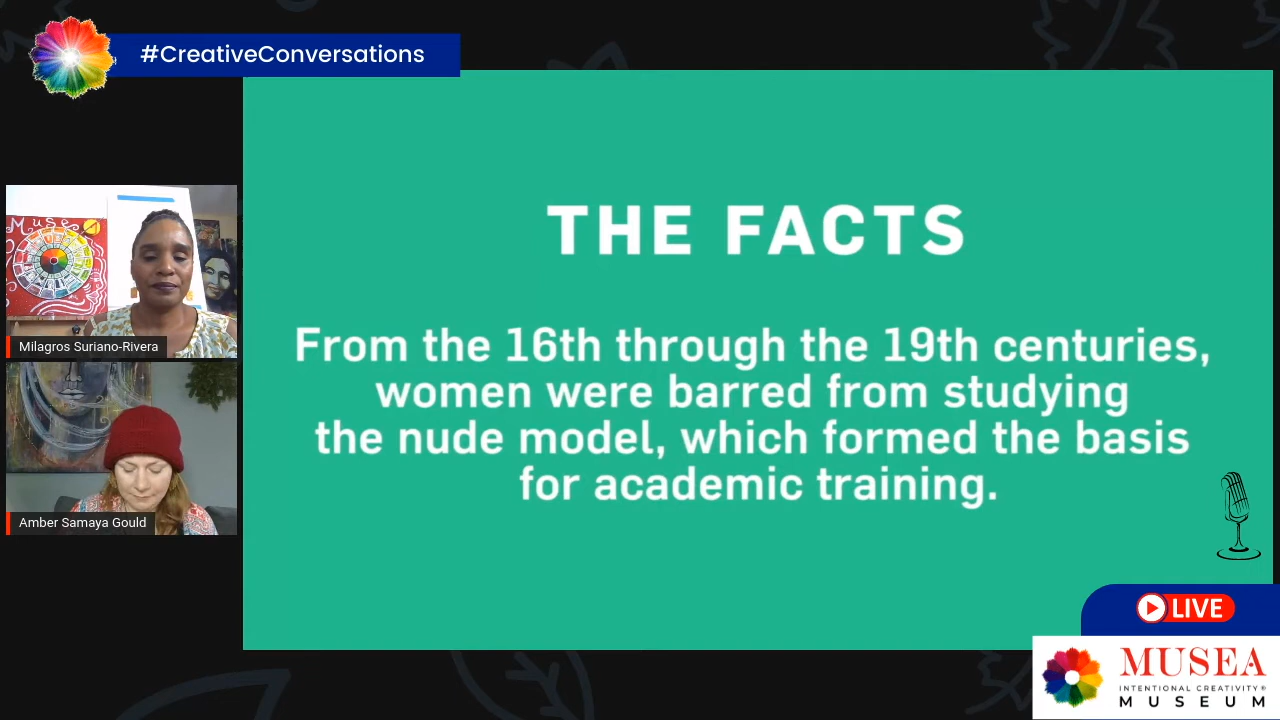 #CreativeConversations
THE FACTS
From the 16th through the 19th centuries,
women were barred from studying
the nude model, which formed the basis
for academic training.
Muse
Milagros Suriano-Rivera
Amber Samaya Gould
LIVE
MUSEA
INTENTIONAL CREATIVITY®
MUSEUM